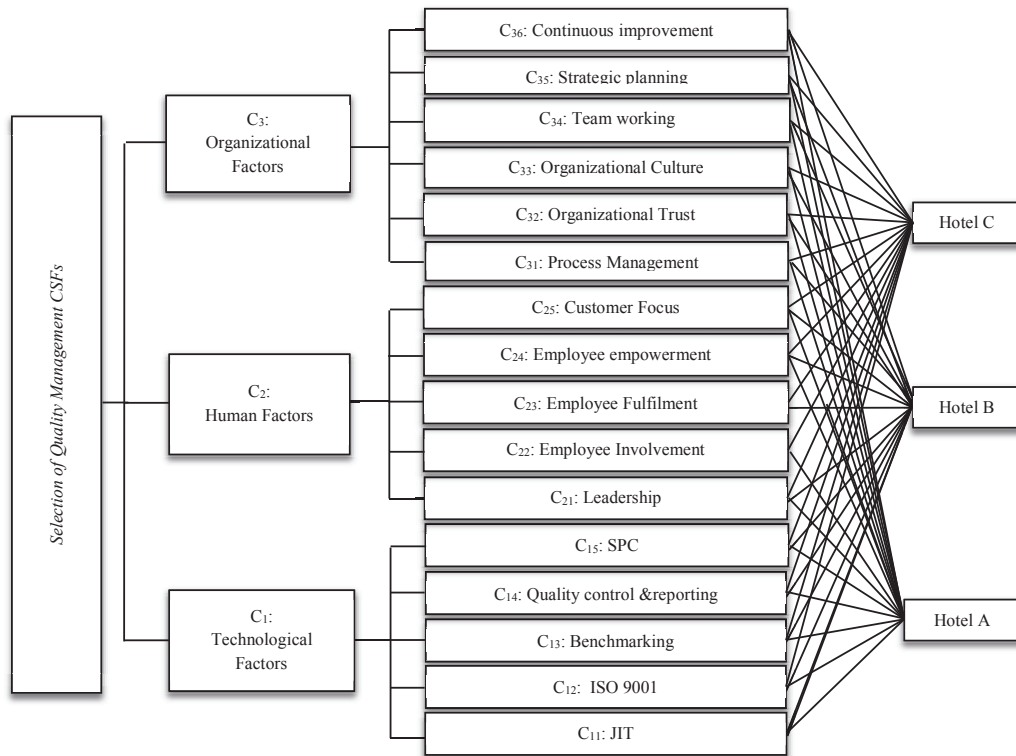 Selection of Quality Management CSFs
C₃:
Organizational
Factors
C₂:
Human Factors
C₁:
Technological
Factors
C₃₆: Continuous improvement
C₃₅: Strategic planning
C₃₄: Team working
C₃₃: Organizational Culture
C₃₂: Organizational Trust
C₃₁: Process Management
C₂₅: Customer Focus
C₂₄: Employee empowerment
C₂₃: Employee Fulfilment
C₂₂: Employee Involvement
C₂₁: Leadership
C₁₅: SPC
C₁₄: Quality control &reporting
C₁₃: Benchmarking
C₁₂: ISO 9001
C₁₁: JIT
Hotel C
Hotel B
Hotel A